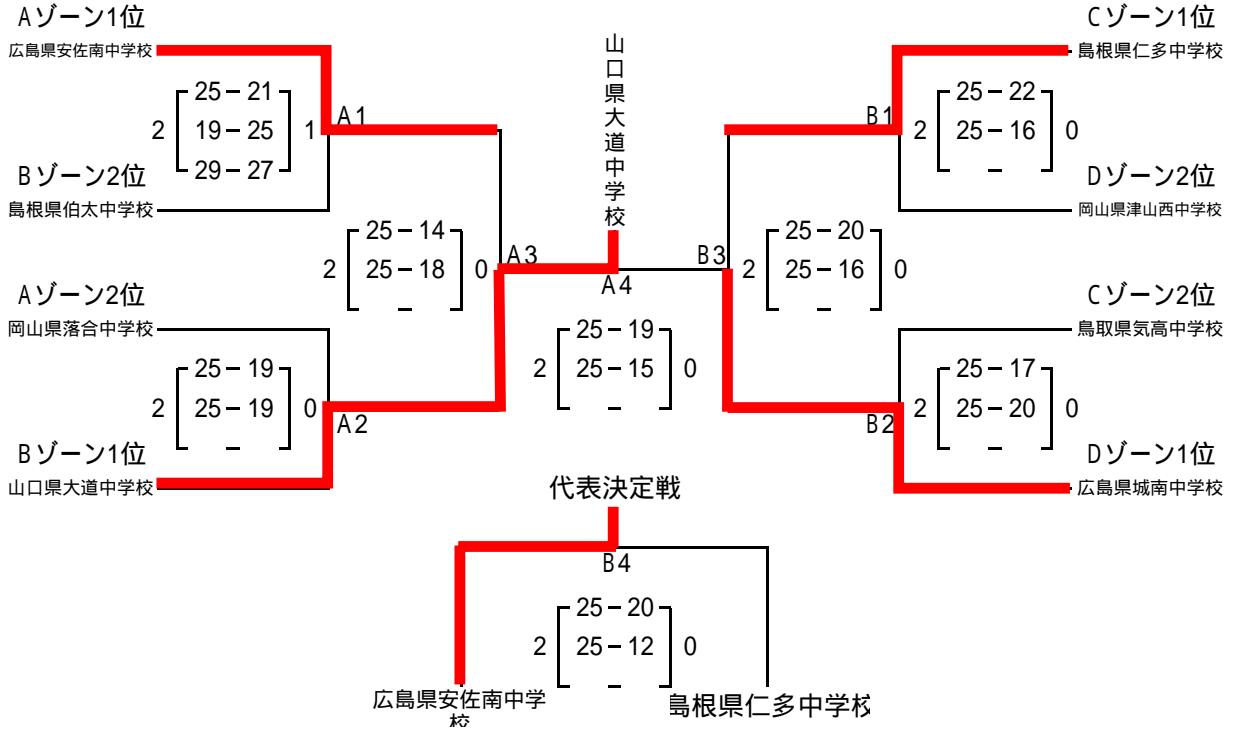 Aゾーン1位
広島県安佐南中学校
2
25－21
19－25
29－27
1
A1
Bゾーン2位
島根県伯太中学校
2
25－14
25－18
－
0
A3
Aゾーン2位
岡山県落合中学校
2
25－19
25－19
－
0
A2
Bゾーン1位
山口県大道中学校
山口県大道中学校
A4
2
25－19
25－15
－
0
Cゾーン1位
島根県仁多中学校
B1
2
25－22
25－16
－
0
Dゾーン2位
岡山県津山西中学校
B3
2
25－20
25－16
－
0
Cゾーン2位
鳥取県気高中学校
B2
2
25－17
25－20
－
0
Dゾーン1位
広島県城南中学校
代表決定戦
B4
2
25－20
25－12
－
0
広島県安佐南中学
校
島根県仁多中学校